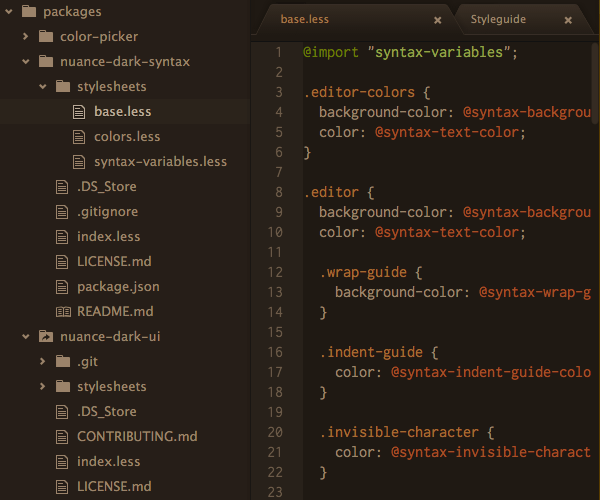 packages
color-picker
nuance-dark-syntax
stylesheets
base.less
colors.less
syntax-variables.less
.DS_Store
.gitignore
index.less
LICENSE.md
package.json
README.md
nuance-dark-ui
.git
stylesheets
.DS_Store
CONTRIBUTING.md
index.less
LICENSE.md
base.less × Styleguide ×
1 @import "syntax-variables";
2
3 .editor-colors {
4 background-color: @syntax-backgrou
5 color: @syntax-text-color;
6 }
7
8 .editor {
9 background-color: @syntax-backgrou
10 color: @syntax-text-color;
11
12 .wrap-guide {
13 background-color: @syntax-wrap-g
14 }
15
16 .indent-guide {
17 color: @syntax-indent-guide-colo
18 }
19
20 .invisible-character {
21 color: @syntax-invisible-charact
22 }
23